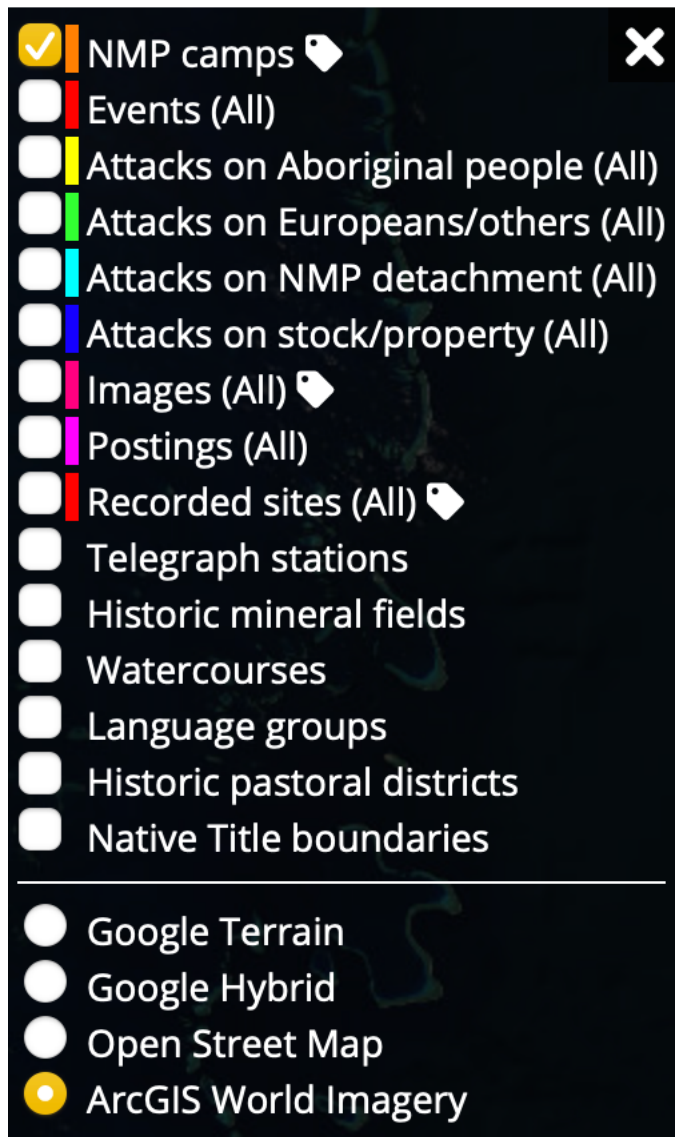 NMP camps
Events (All)
Attacks on Aboriginal people (All)
Attacks on Europeans/others (All)
Attacks on NMP detachment (All)
Attacks on stock/property (All)
Images (All)
Postings (All)
Recorded sites (All)
Telegraph stations
Historic mineral fields
Watercourses
Language groups
Historic pastoral districts
Native Title boundaries
Google Terrain
Google Hybrid
Open Street Map
ArcGIS World Imagery